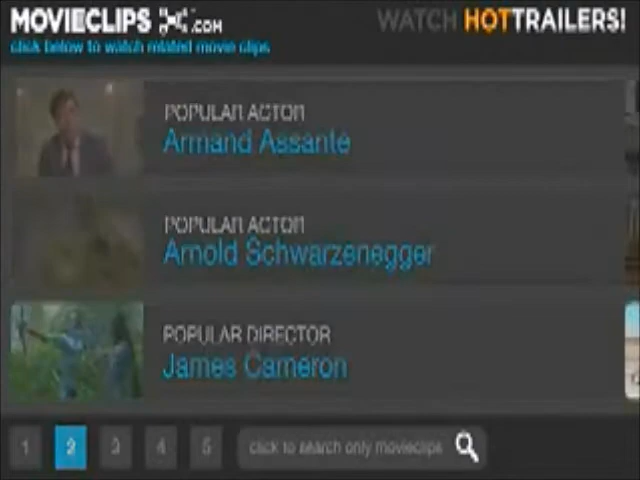 MOVIECLIPS .COM
WATCH HOTTRAILERS!
click below to watch related movie clips
POPULAR ACTOR
Armand Assante
POPULAR ACTOR
Arnold Schwarzenegger
POPULAR DIRECTOR
James Cameron
1 2 3 4 5 click to search only movieclips